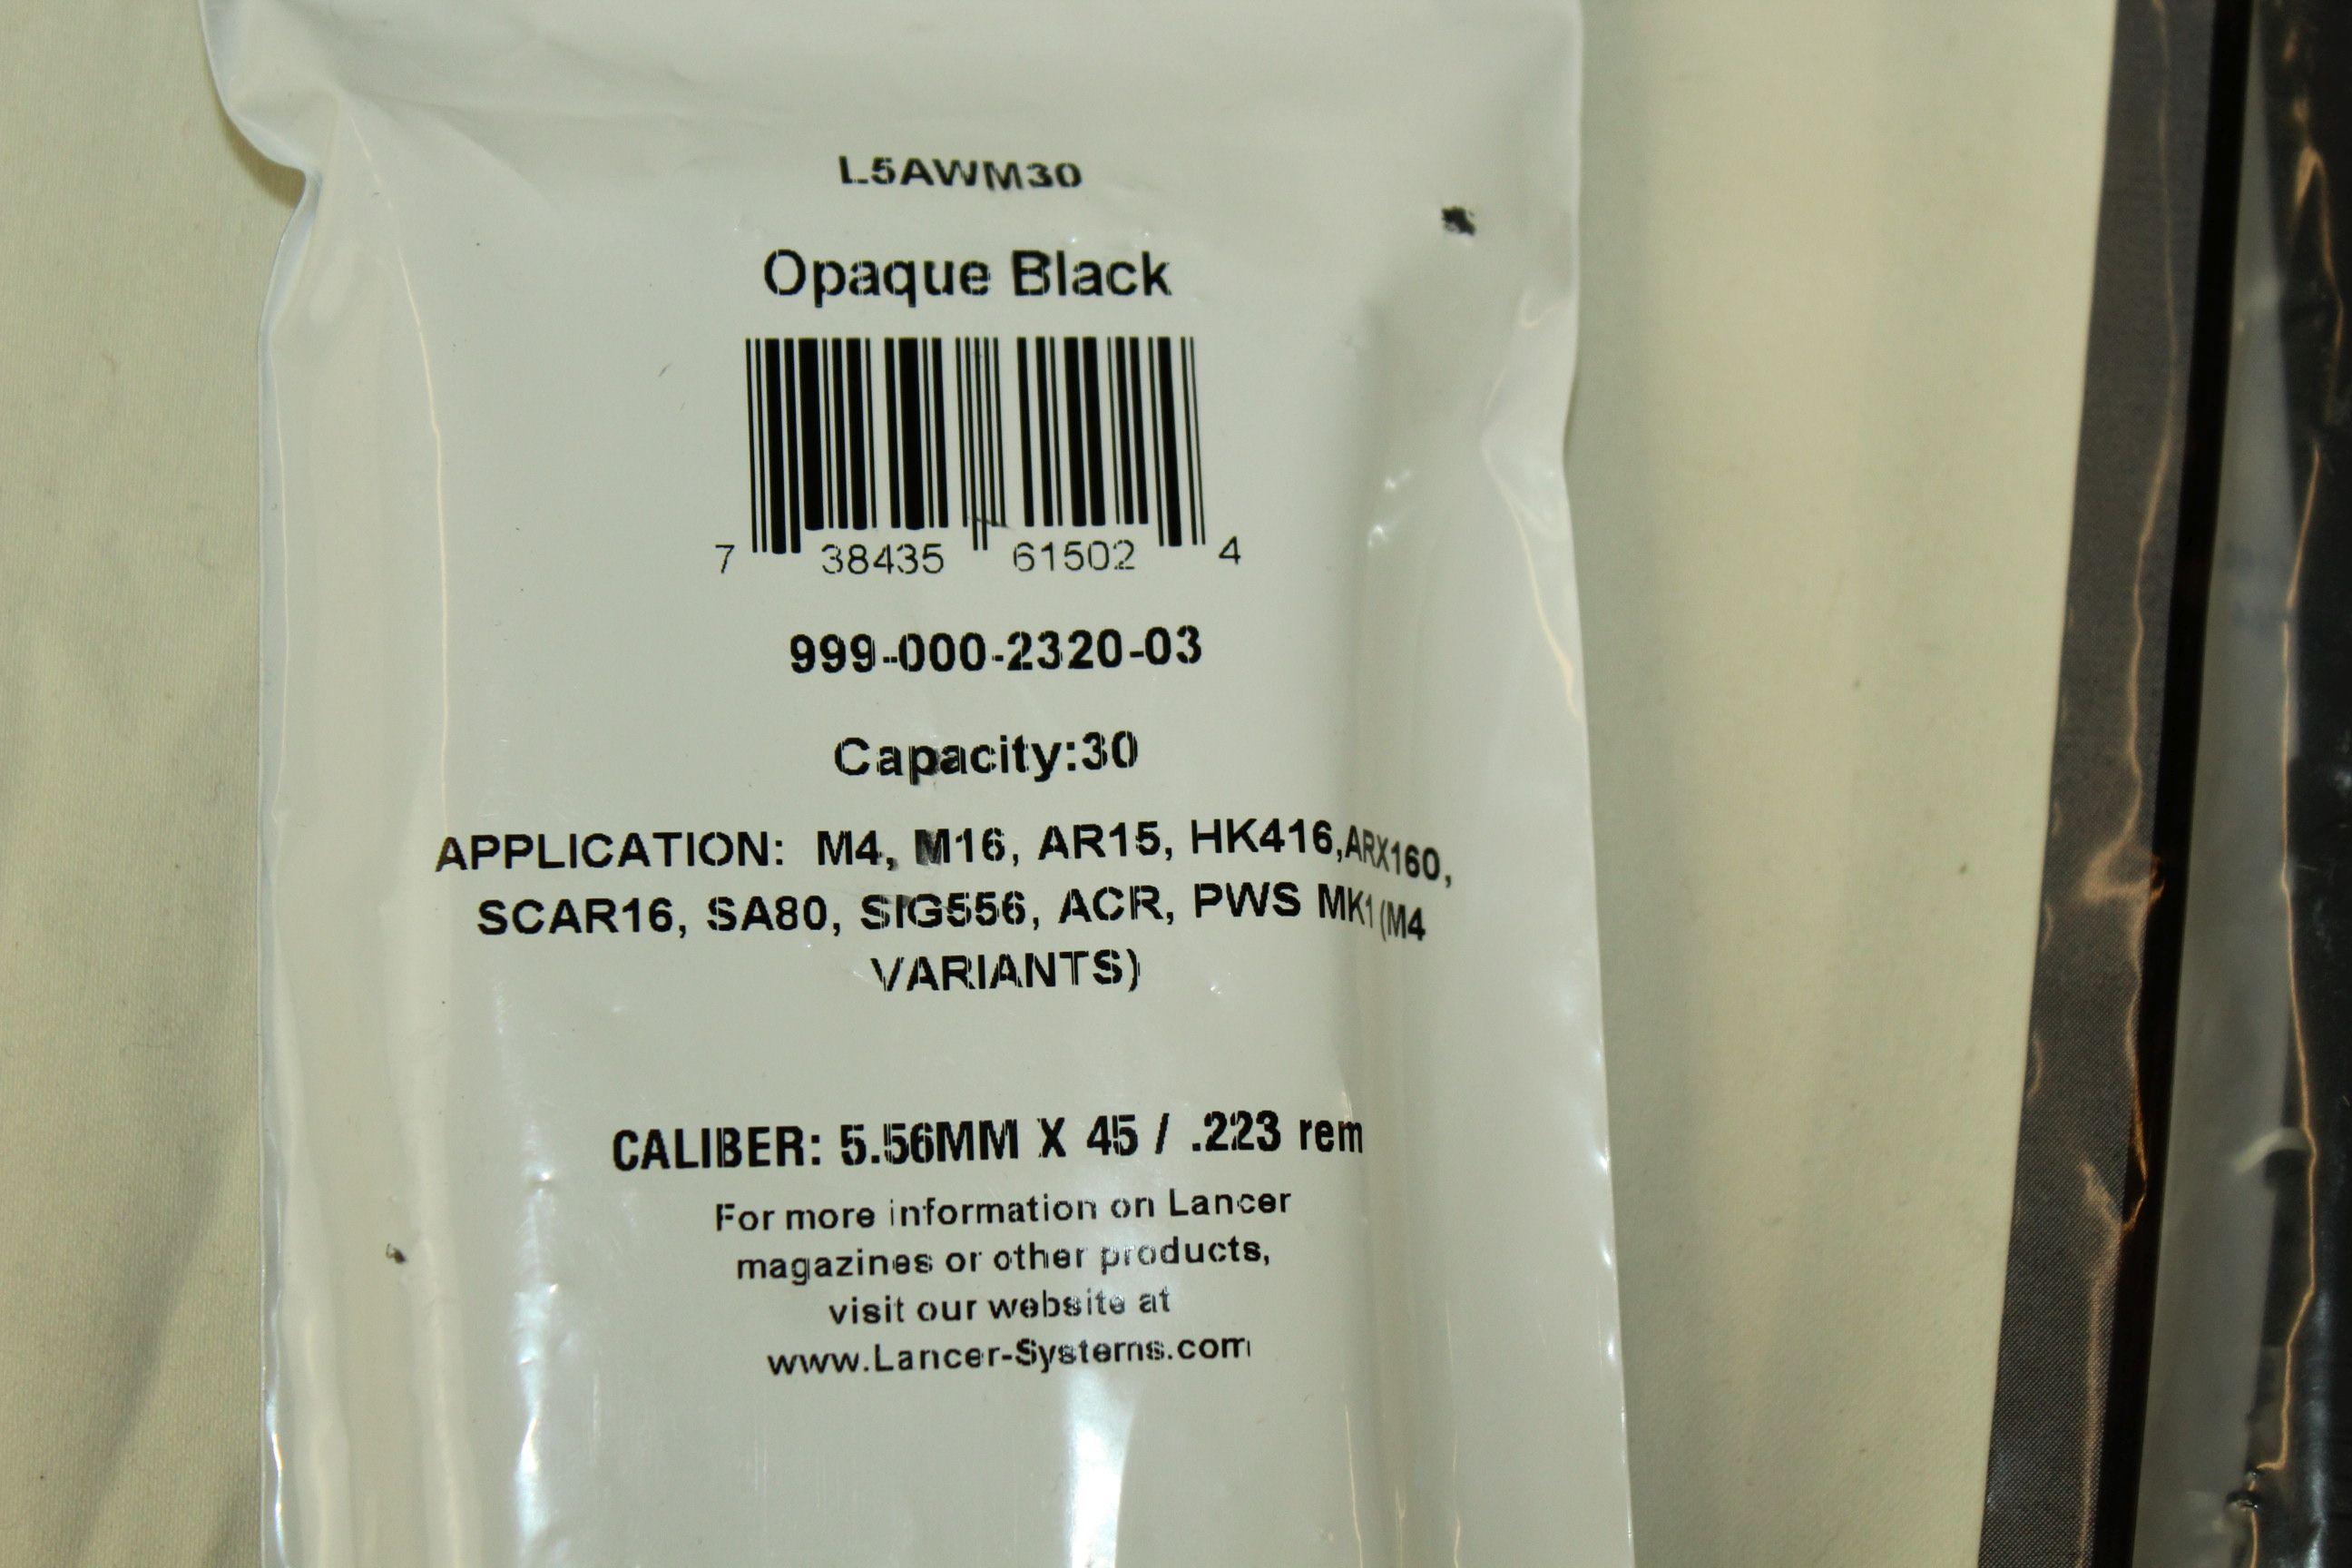 L5AWM30
Opaque Black
7 38435 61502 4
999-000-2320-03
Capacity:30
APPLICATION: M4, M16, AR15, HK416,ARX160,
SCAR16, SA80, SIG556, ACR, PWS MK1(M4
VARIANTS)
CALIBER: 5.56MM X 45 / .223 rem
For more information on Lancer
magazines or other products,
visit our website at
www.Lancer-Systems.com